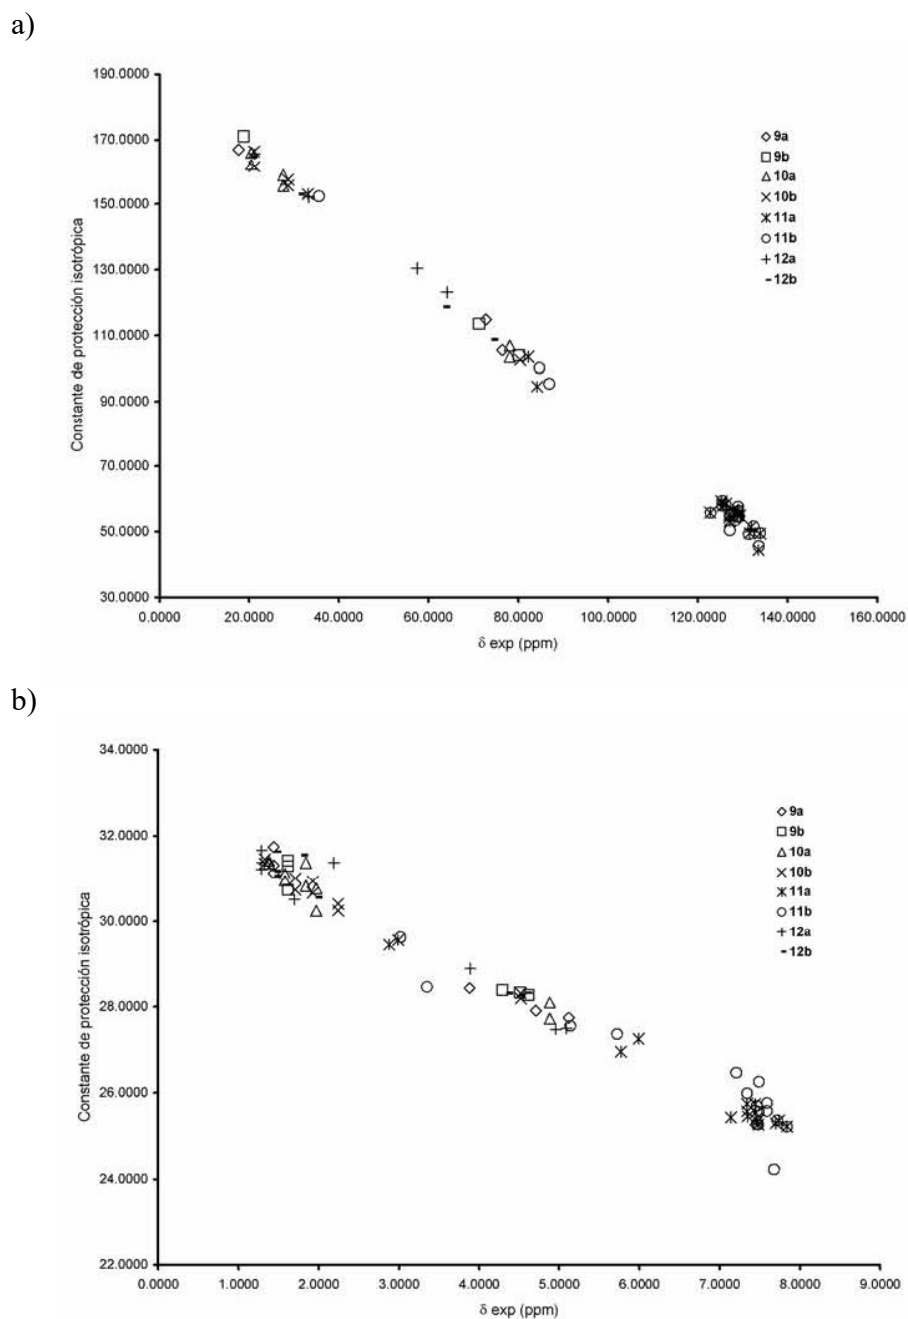 a)
190.0000
170.0000
150.0000
130.0000
110.0000
90.0000
70.0000
50.0000
30.0000
Constante de protección isotrópica
9a
9b
10a
10b
11a
11b
12a
12b
0.0000 20.0000 40.0000 60.0000 80.0000 100.0000 120.0000 140.0000 160.0000
δ exp (ppm)
b)
34.0000
32.0000
30.0000
28.0000
26.0000
24.0000
22.0000
Constante de protección isotrópica
9a
9b
10a
10b
11a
11b
12a
12b
0.0000 1.0000 2.0000 3.0000 4.0000 5.0000 6.0000 7.0000 8.0000 9.0000
δ exp (ppm)